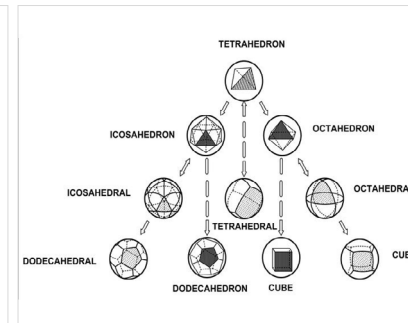 TETRAHEDRON
ICOSAHEDRON
OCTAHEDRON
ICOSAHEDRAL
OCTAHEDRA
TETRAHEDRAL
DODECAHEDRAL
CUB
DODECAHEDRON
CUBE